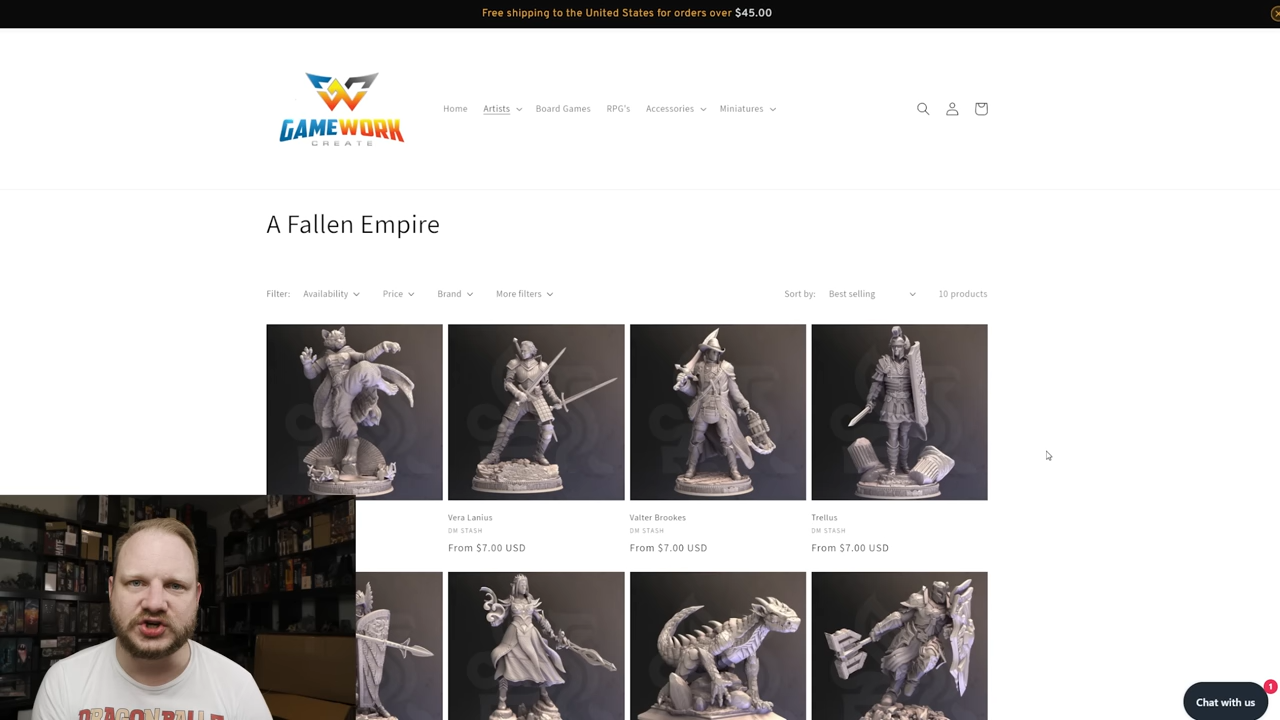 Free shipping to the United States for orders over $45.00
GAMEWORK
CREATE
Home Artists Board Games RPG's Accessories Miniatures
A Fallen Empire
Filter: Availability Price Brand More filters Sort by: Best selling 10 products
Vera Lanius
DM STASH
From $7.00 USD
Valter Brookes
DM STASH
From $7.00 USD
Trellus
DM STASH
From $7.00 USD
DRAGON BALL Z
1
Chat with us